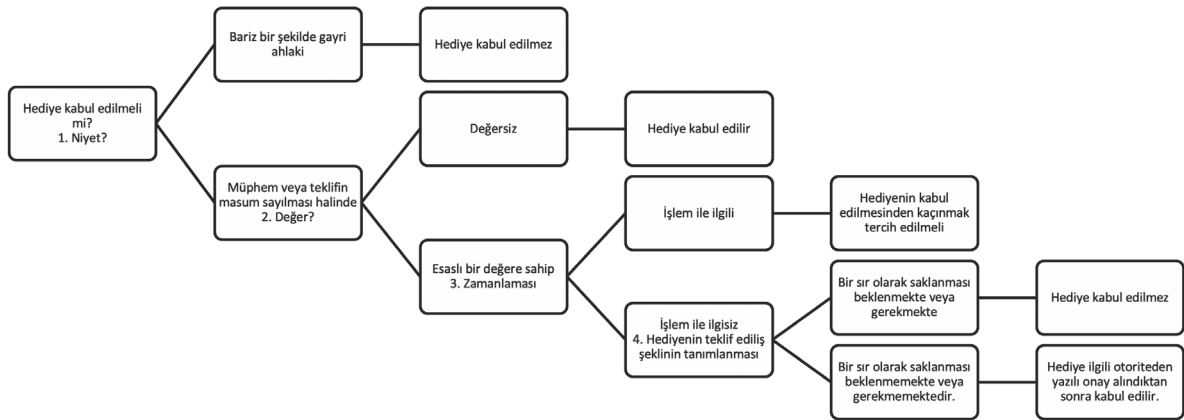 Hediye kabul edilmeli
mi?
1. Niyet?
Bariz bir şekilde gayri
ahlaki
Hediye kabul edilmez
Müphem veya teklifin
masum sayılması halinde
2. Değer?
Değersiz
Hediye kabul edilir
Esaslı bir değere sahip
3. Zamanlaması
İşlem ile ilgili
Hediyenin kabul
edilmesinden kaçınmak
tercih edilmeli
İşlem ile ilgisiz
4. Hediyenin teklif ediliş
şeklinin tanımlanması
Bir sır olarak saklanması
beklenmekte veya
gerekmekte
Hediye kabul edilmez
Bir sır olarak saklanması
beklenmemekte veya
gerekmemektedir.
Hediye ilgili otoriteden
yazılı onay alındıktan
sonra kabul edilir.